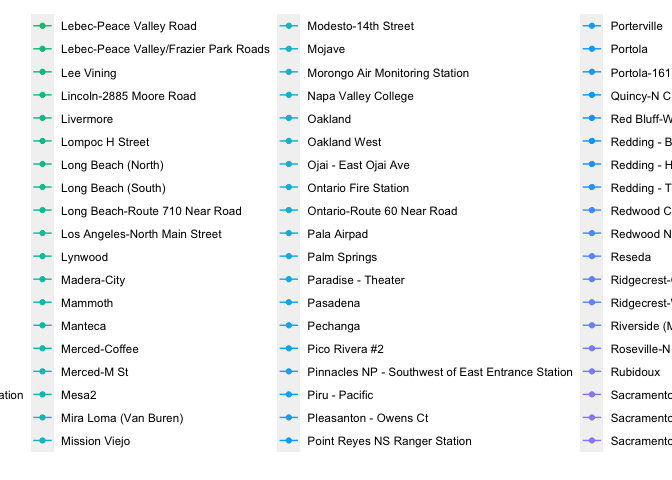 Lebec-Peace Valley Road
Lebec-Peace Valley/Frazier Park Roads
Lee Vining
Lincoln-2885 Moore Road
Livermore
Lompoc H Street
Long Beach (North)
Long Beach (South)
Long Beach-Route 710 Near Road
Los Angeles-North Main Street
Lynwood
Madera-City
Mammoth
Manteca
Merced-Coffee
Merced-M St
Mesa2
Mira Loma (Van Buren)
Mission Viejo
Modesto-14th Street
Mojave
Morongo Air Monitoring Station
Napa Valley College
Oakland
Oakland West
Ojai - East Ojai Ave
Ontario Fire Station
Ontario-Route 60 Near Road
Pala Airpad
Palm Springs
Paradise - Theater
Pasadena
Pechanga
Pico Rivera #2
Pinnacles NP - Southwest of East Entrance Station
Piru - Pacific
Pleasanton - Owens Ct
Point Reyes NS Ranger Station
Porterville
Portola
Portola-161
Quincy-N C
Red Bluff-W
Redding - B
Redding - H
Redding - T
Redwood C
Redwood N
Reseda
Ridgecrest-
Ridgecrest-
Riverside (M
Roseville-N
Rubidoux
Sacramento
Sacramento
Sacramento